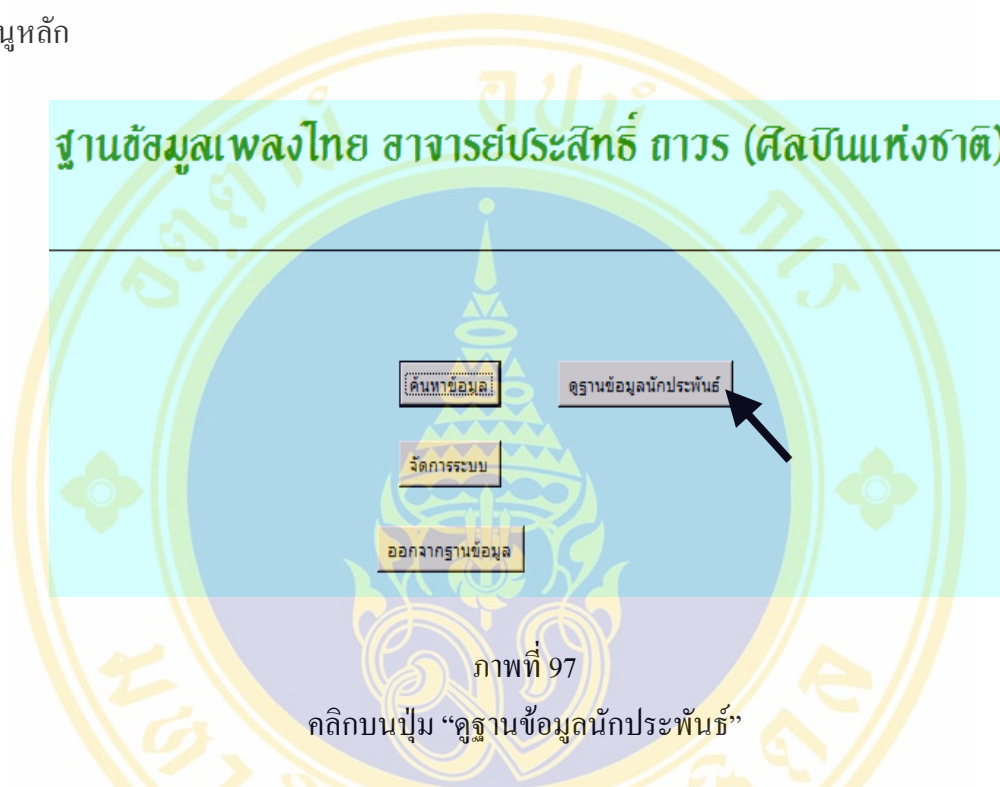 นูหลัก
ฐานข้อมูลเพลงไทย อาจารย์ประสิทธิ์ ถาวร (ศิลปินแห่งชาติ)
ค้นหาข้อมูล ดูฐานข้อมูลนักประพันธ์
จัดการระบบ
ออกจากฐานข้อมูล
ภาพที่ 97
คลิกบนปุ่ม “ดูฐานข้อมูลนักประพันธ์”